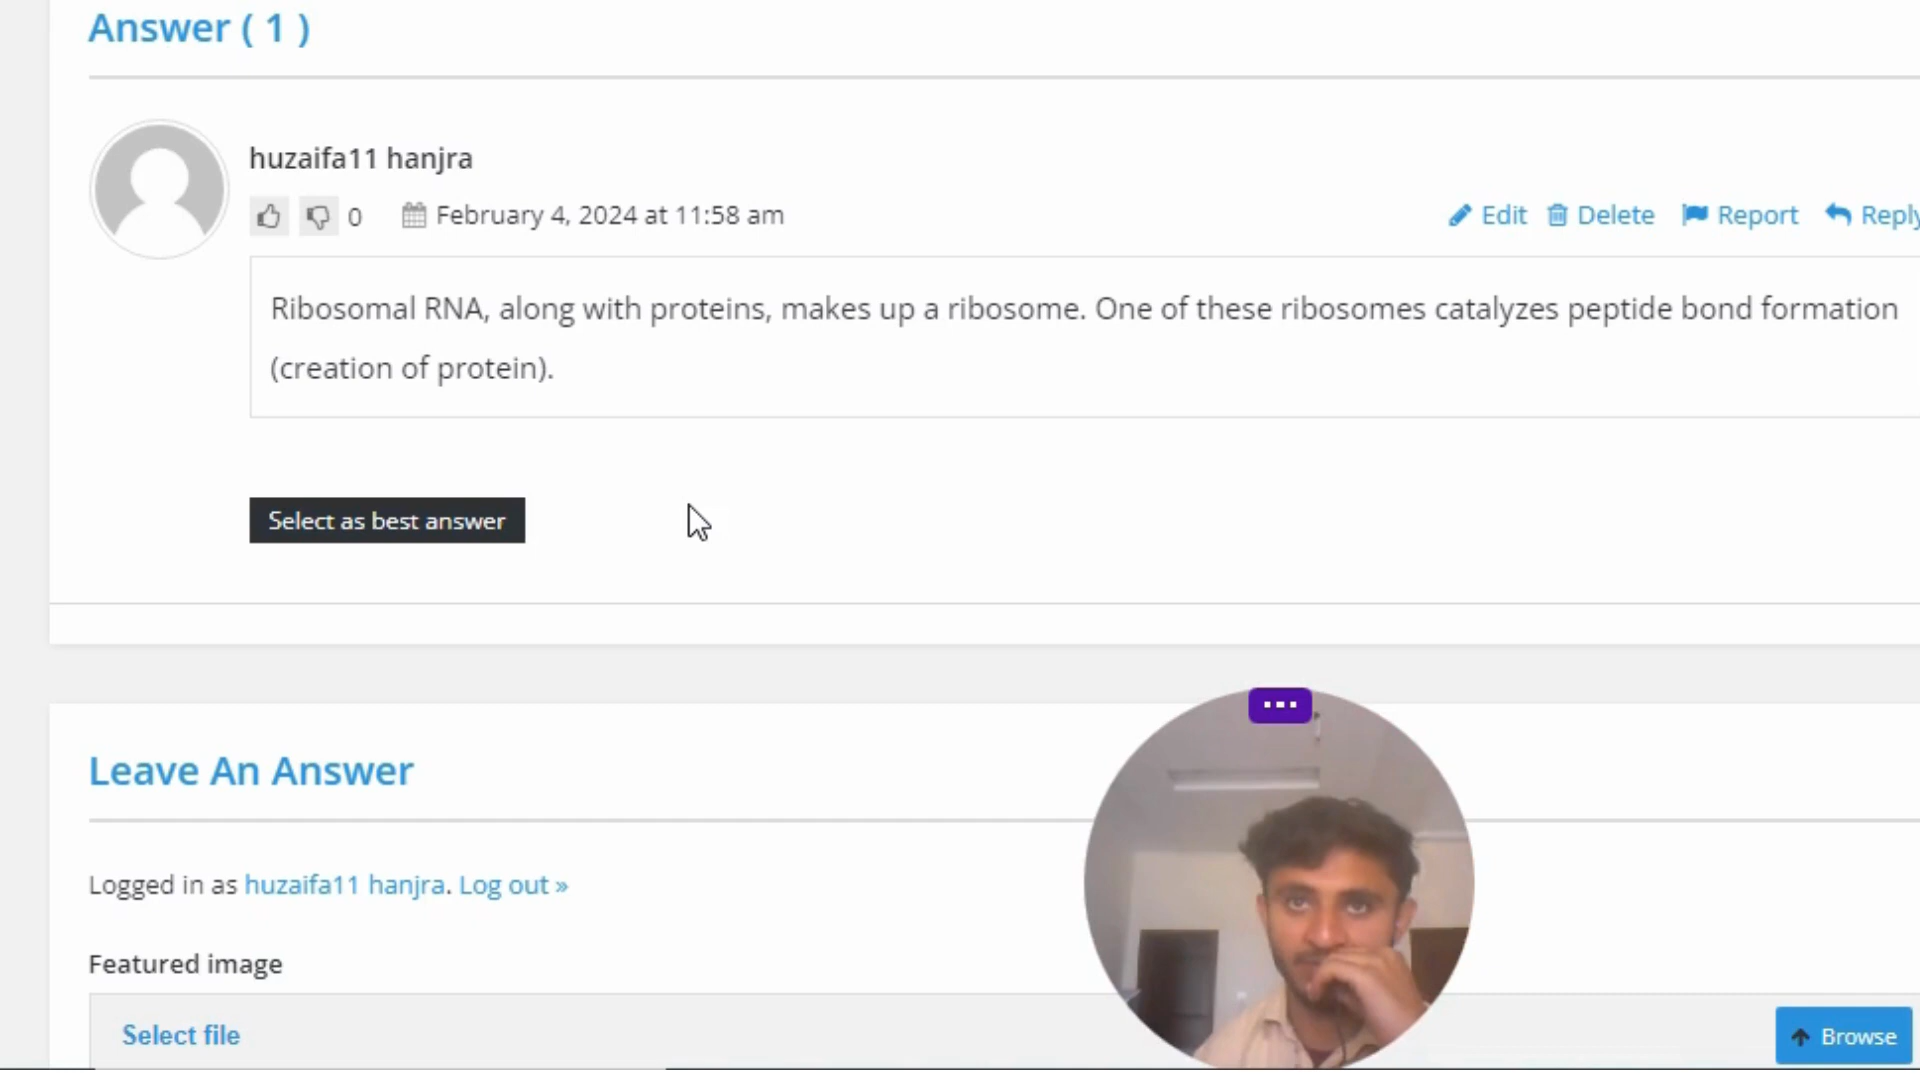 Answer ( 1 )
huzaifa11 hanjra
0 February 4, 2024 at 11:58 am Edit Delete Report Reply
Ribosomal RNA, along with proteins, makes up a ribosome. One of these ribosomes catalyzes peptide bond formation
(creation of protein).
Select as best answer
Leave An Answer
Logged in as huzaifa11 hanjra. Log out »
Featured image
Select file
Browse